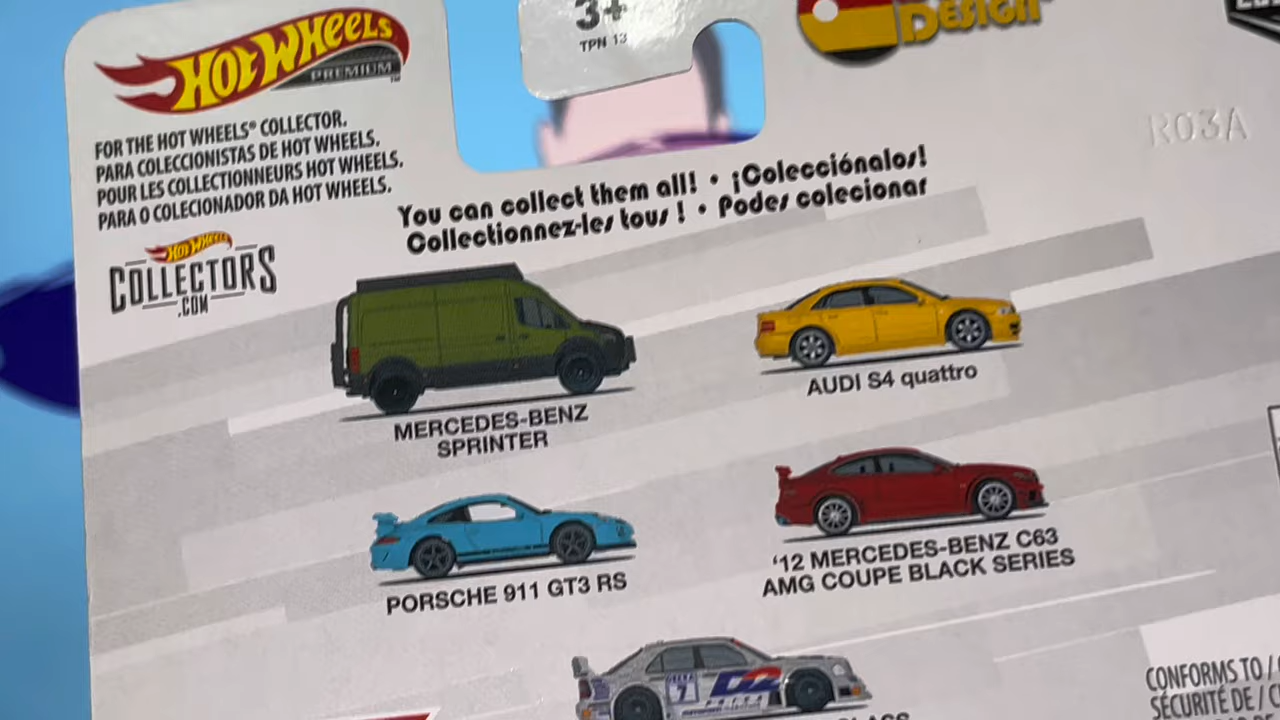 HOT WHEELS
PREMIUM™
3+
TPN 13
DESIGN
FOR THE HOT WHEELS® COLLECTOR.
PARA COLECCIONISTAS DE HOT WHEELS.
POUR LES COLLECTIONNEURS HOT WHEELS.
PARA O COLECIONADOR DA HOT WHEELS.
R03A
You can collect them all! • ¡Colecciónalos!
Collectionnez-les tous ! • Podes colecionar
HOT WHEELS
COLLECTORS
.COM
MERCEDES-BENZ
SPRINTER
AUDI S4 quattro
PORSCHE 911 GT3 RS
'12 MERCEDES-BENZ C63
AMG COUPE BLACK SERIES
7
D2
CONFORMS TO /
SÉCURITÉ DE / C